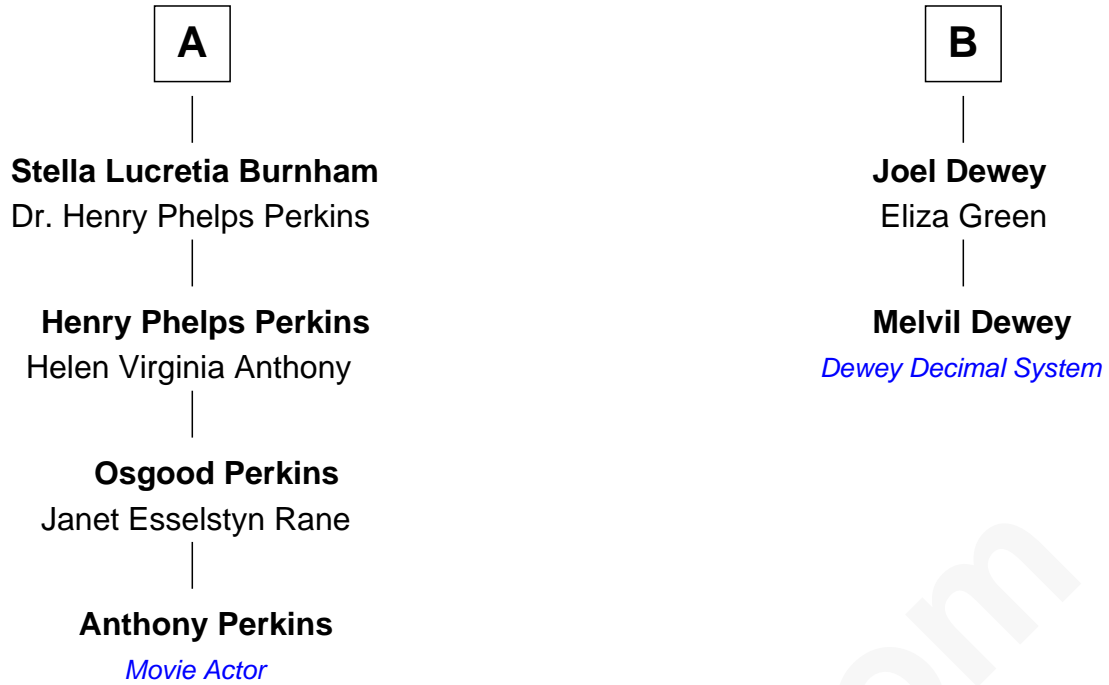 A
Stella Lucretia Burnham
Dr. Henry Phelps Perkins
Henry Phelps Perkins
Helen Virginia Anthony
Osgood Perkins
Janet Esselstyn Rane
Anthony Perkins
Movie Actor
B
Joel Dewey
Eliza Green
Melvil Dewey
Dewey Decimal System
om